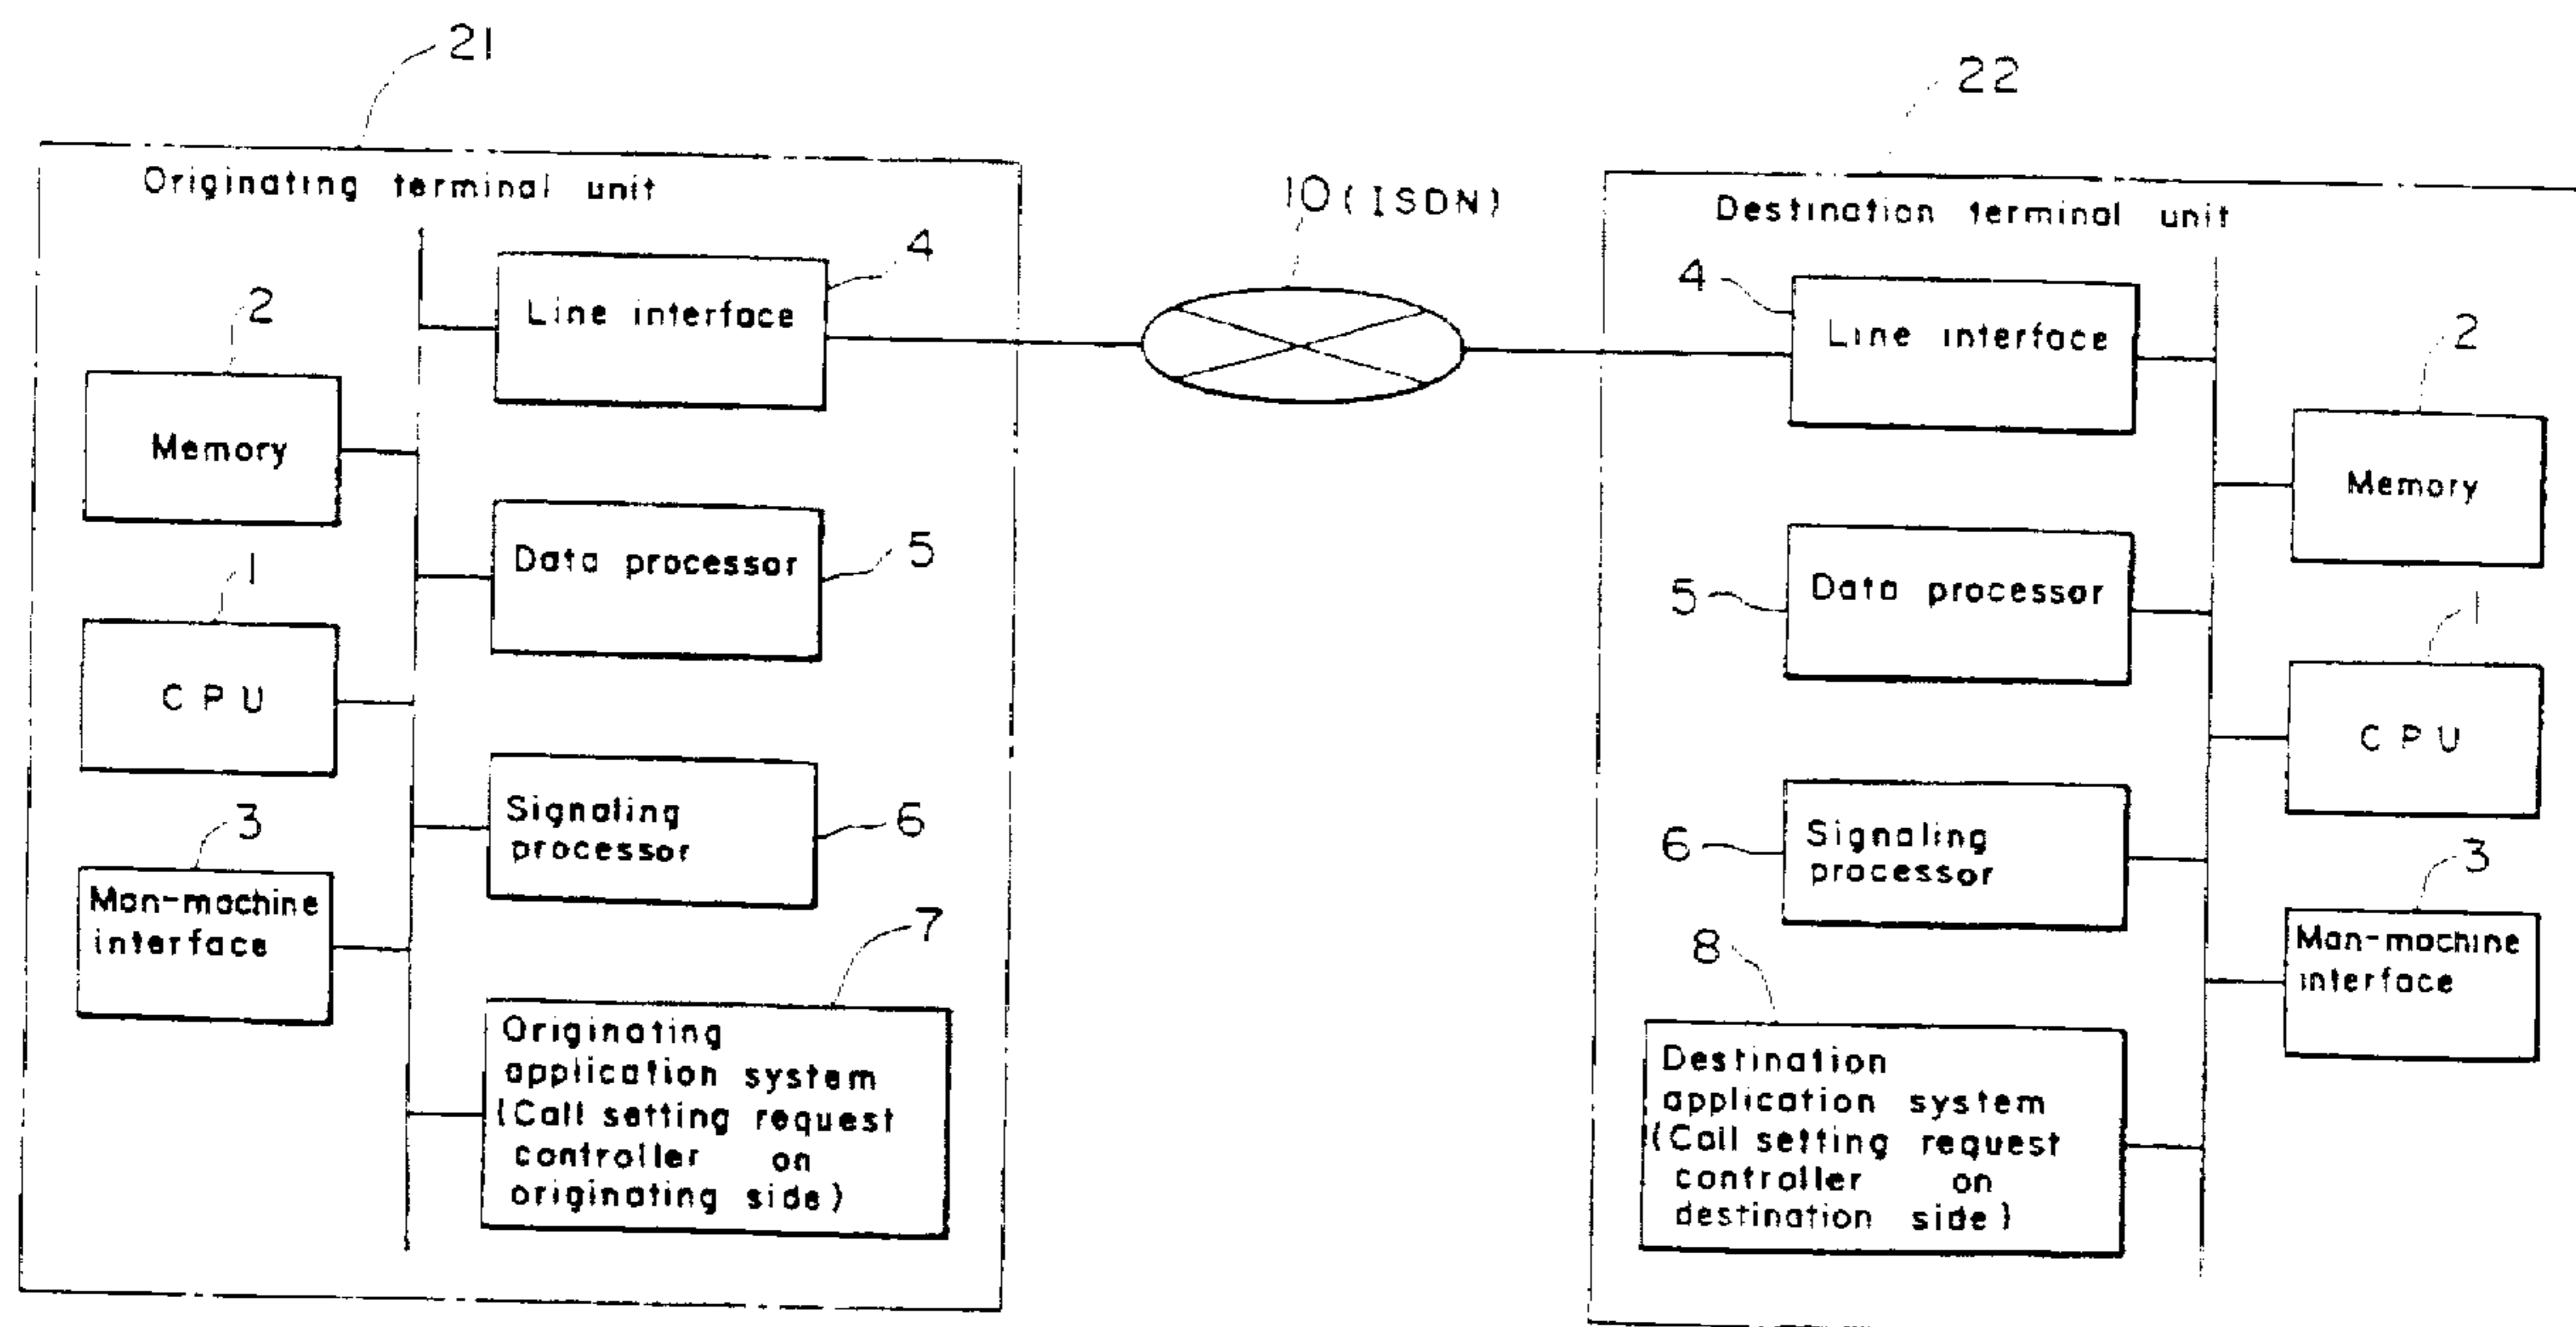 21
Originating terminal unit
4
Line interface
2
Memory
Data processor
5
1
CPU
Signaling
processor
6
3
Man-machine
interface
7
Originating
application system
(Call setting request
controller on
originating side)
10 (ISDN)
22
Destination terminal unit
4
Line interface
2
Memory
5
Data processor
1
CPU
6
Signaling
processor
3
Man-machine
interface
8
Destination
application system
(Call setting request
controller on
destination side)